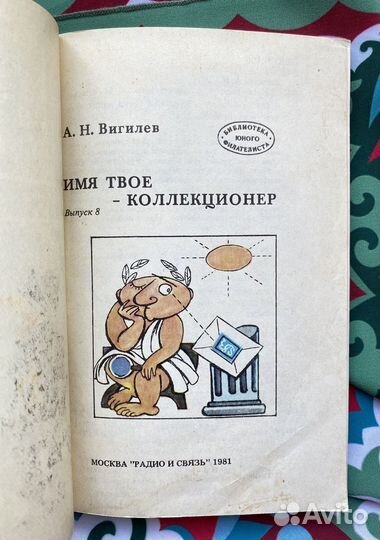 А. Н. Вигилев
БИБЛИОТЕКА
ЮНОГО
ФИЛАТЕЛИСТА
ИМЯ ТВОЕ
- КОЛЛЕКЦИОНЕР
Выпуск 8
МОСКВА "РАДИО И СВЯЗЬ" 1981
Avito